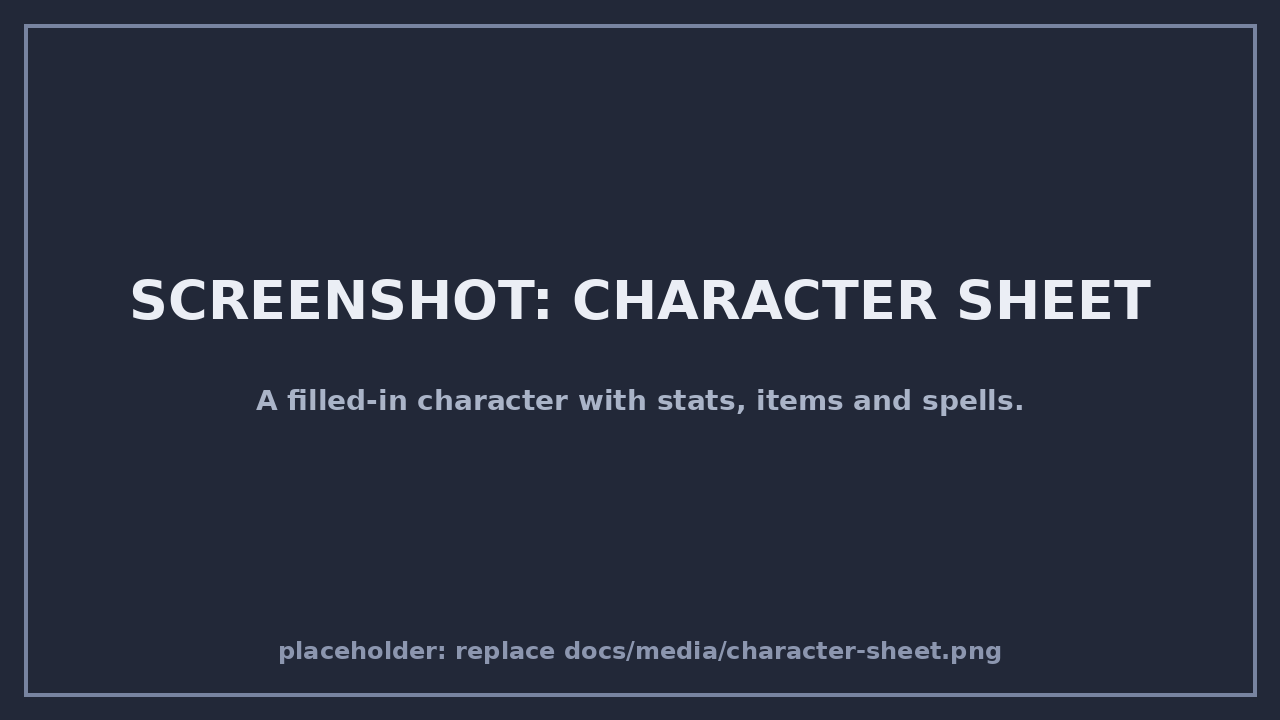 SCREENSHOT: CHARACTER SHEET
A filled-in character with stats, items and spells.
placeholder: replace docs/media/character-sheet.png